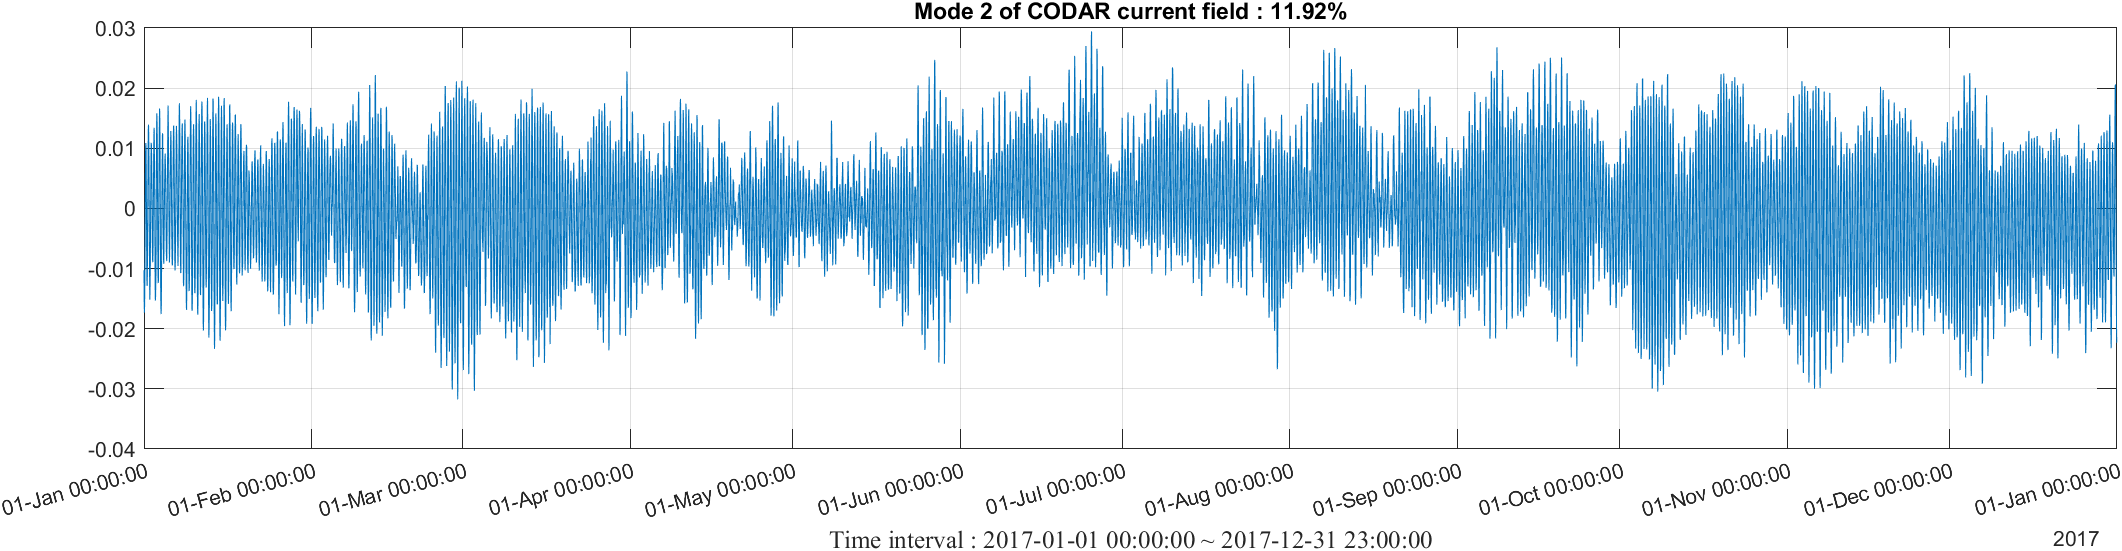 Mode 2 of CODAR current field : 11.92%
0.03
0.02
0.01
0
-0.01
-0.02
-0.03
-0.04
01-Jan 00:00:00
01-Feb 00:00:00
01-Mar 00:00:00
01-Apr 00:00:00
01-May 00:00:00
01-Jun 00:00:00
01-Jul 00:00:00
01-Aug 00:00:00
01-Sep 00:00:00
01-Oct 00:00:00
01-Nov 00:00:00
01-Dec 00:00:00
01-Jan 00:00:00
Time interval : 2017-01-01 00:00:00 ~ 2017-12-31 23:00:00
2017